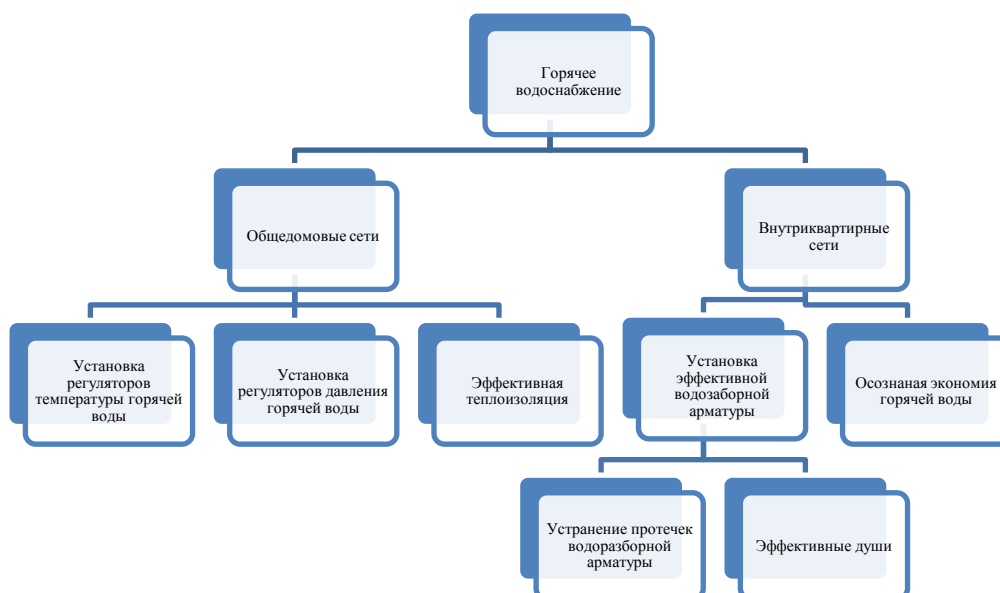 Горячее
водоснабжение
Общедомовые сети
Внутриквартирные
сети
Установка
регуляторов
температуры горячей
воды
Установка
регуляторов давления
горячей воды
Эффективная
теплоизоляция
Установка
эффективной
водозаборной
арматуры
Осознаная экономия
горячей воды
Устранение протечек
водоразборной
арматуры
Эффективные души